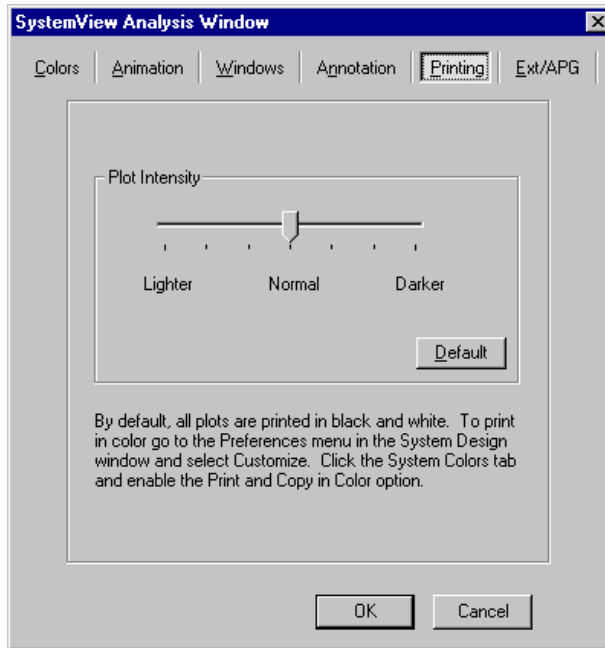 SystemView Analysis Window
Colors Animation Windows Annotation Printing Ext/APG
Plot Intensity
Lighter Normal Darker
Default
By default, all plots are printed in black and white. To print
in color go to the Preferences menu in the System Design
window and select Customize. Click the System Colors tab
and enable the Print and Copy in Color option.
OK Cancel